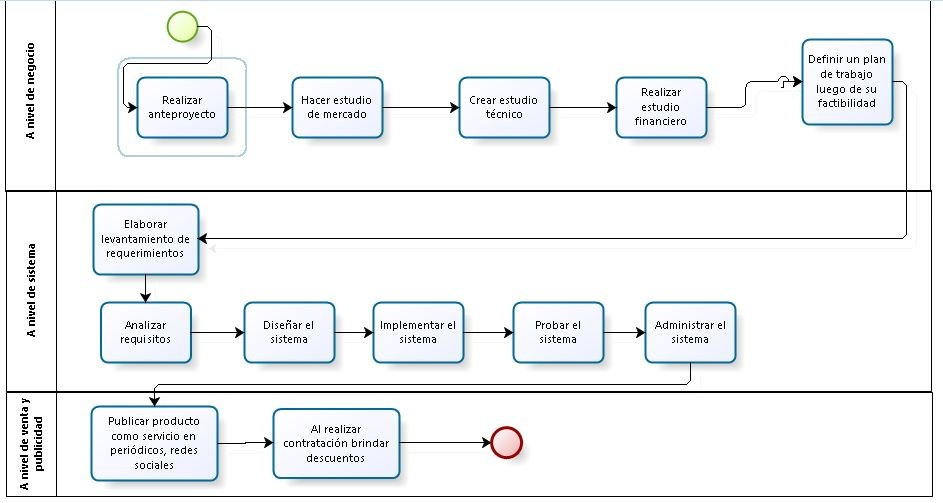 A nivel de negocio
Realizar
anteproyecto
Hacer estudio
de mercado
Crear estudio
técnico
Realizar
estudio
financiero
Definir un plan
de trabajo
luego de su
factibilidad
A nivel de sistema
Elaborar
levantamiento de
requerimientos
Analizar
requisitos
Diseñar el
sistema
Implementar el
sistema
Probar el
sistema
Administrar el
sistema
A nivel de venta y
publicidad
Publicar producto
como servicio en
periódicos, redes
sociales
Al realizar
contratación brindar
descuentos